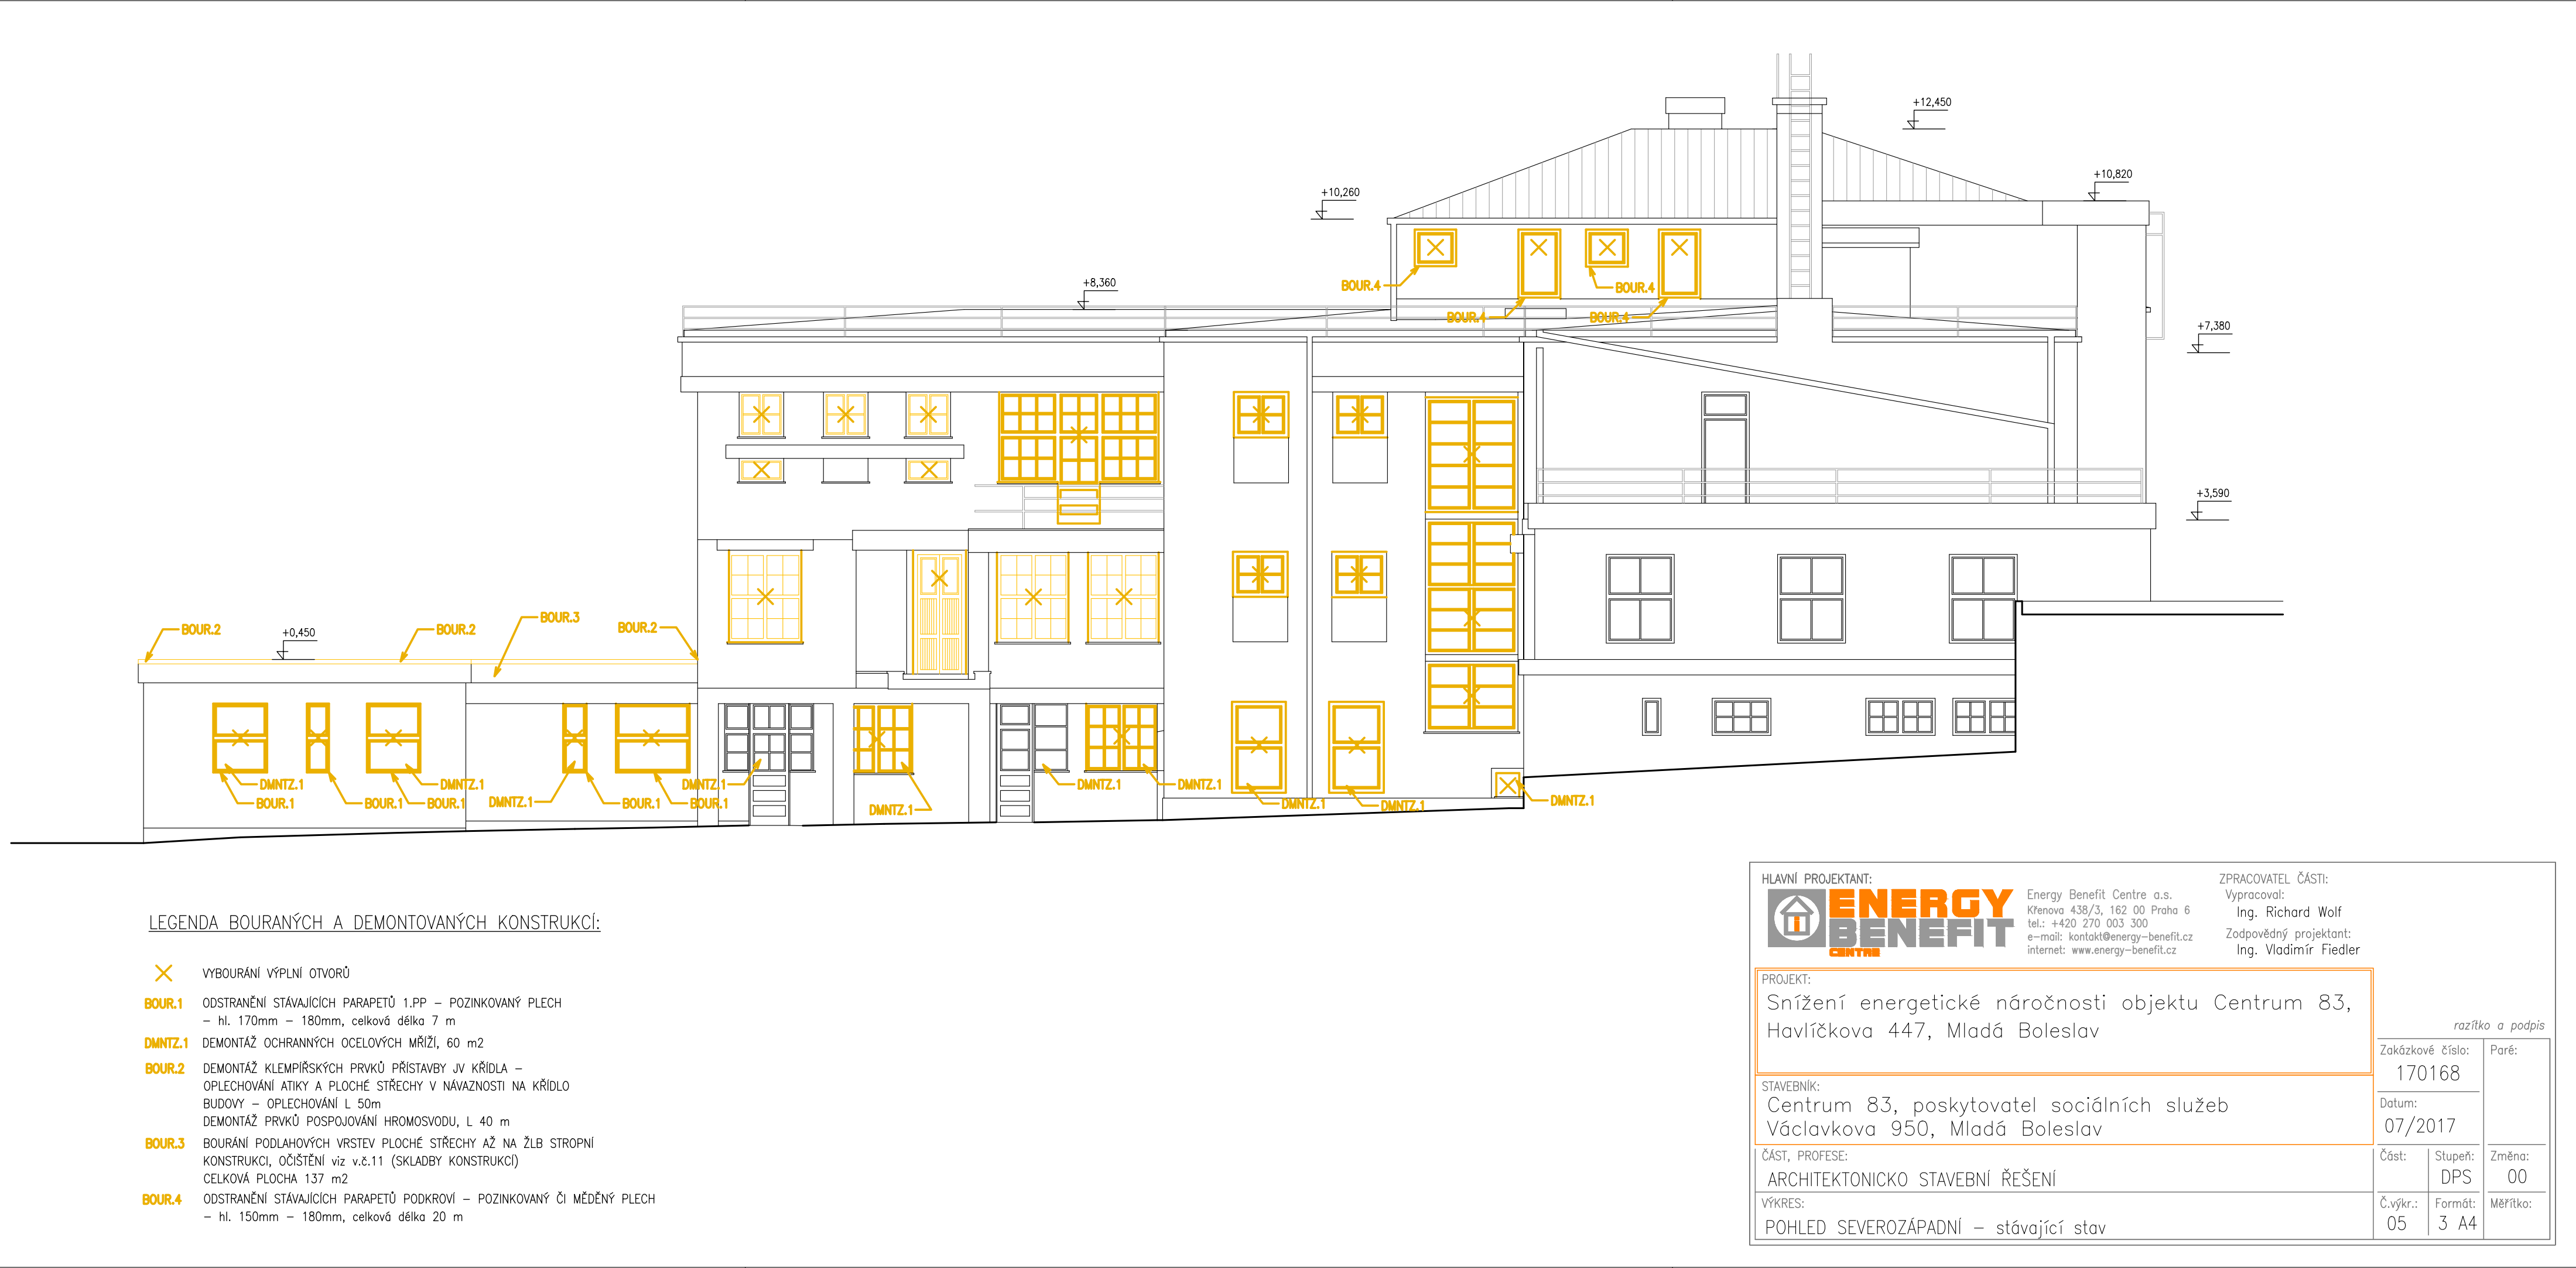 +12,450
+10,820
+10,260
BOUR.4
BOUR.4
BOUR.4
BOUR.4
+8,360
+7,380
+3,590
BOUR.2
+0,450
BOUR.2
BOUR.3
BOUR.2
DMNTZ.1
BOUR.1
BOUR.1
DMNTZ.1
BOUR.1
DMNTZ.1
BOUR.1
BOUR.1
DMNTZ.1
DMNTZ.1
DMNTZ.1
DMNTZ.1
DMNTZ.1
DMNTZ.1
DMNTZ.1
LEGENDA BOURANÝCH A DEMONTOVANÝCH KONSTRUKCÍ:
VYBOURÁNÍ VÝPLNÍ OTVORŮ
BOUR.1 ODSTRANĚNÍ STÁVAJÍCÍCH PARAPETŮ 1.PP – POZINKOVANÝ PLECH
– hl. 170mm – 180mm, celková délka 7 m
DMNTZ.1 DEMONTÁŽ OCHRANNÝCH OCELOVÝCH MŘÍŽÍ, 60 m2
BOUR.2 DEMONTÁŽ KLEMPÍŘSKÝCH PRVKŮ PŘÍSTAVBY JV KŘÍDLA –
OPLECHOVÁNÍ ATIKY A PLOCHÉ STŘECHY V NÁVAZNOSTI NA KŘÍDLO
BUDOVY – OPLECHOVÁNÍ L 50m
DEMONTÁŽ PRVKŮ POSPOJOVÁNÍ HROMOSVODU, L 40 m
BOUR.3 BOURÁNÍ PODLAHOVÝCH VRSTEV PLOCHÉ STŘECHY AŽ NA ŽLB STROPNÍ
KONSTRUKCI, OČIŠTĚNÍ viz v.č.11 (SKLADBY KONSTRUKCÍ)
CELKOVÁ PLOCHA 137 m2
BOUR.4 ODSTRANĚNÍ STÁVAJÍCÍCH PARAPETŮ PODKROVÍ – POZINKOVANÝ ČI MĚDĚNÝ PLECH
– hl. 150mm – 180mm, celková délka 20 m
HLAVNÍ PROJEKTANT:
ENERGY
BENEFIT
CENTRE
Energy Benefit Centre a.s.
Křenova 438/3, 162 00 Praha 6
tel.: +420 270 003 300
e–mail: kontakt@energy–benefit.cz
internet: www.energy–benefit.cz
ZPRACOVATEL ČÁSTI:
Vypracoval:
Ing. Richard Wolf
Zodpovědný projektant:
Ing. Vladimír Fiedler
PROJEKT:
Snížení energetické náročnosti objektu Centrum 83,
Havlíčkova 447, Mladá Boleslav
razítko a podpis
STAVEBNÍK:
Centrum 83, poskytovatel sociálních služeb
Václavkova 950, Mladá Boleslav
Zakázkové číslo:
170168
Paré:
Datum:
07/2017
ČÁST, PROFESE:
ARCHITEKTONICKO STAVEBNÍ ŘEŠENÍ
Část:
Stupeň:
DPS
Změna:
00
VÝKRES:
POHLED SEVEROZÁPADNÍ – stávající stav
Č.výkr.:
05
Formát:
3 A4
Měřítko: